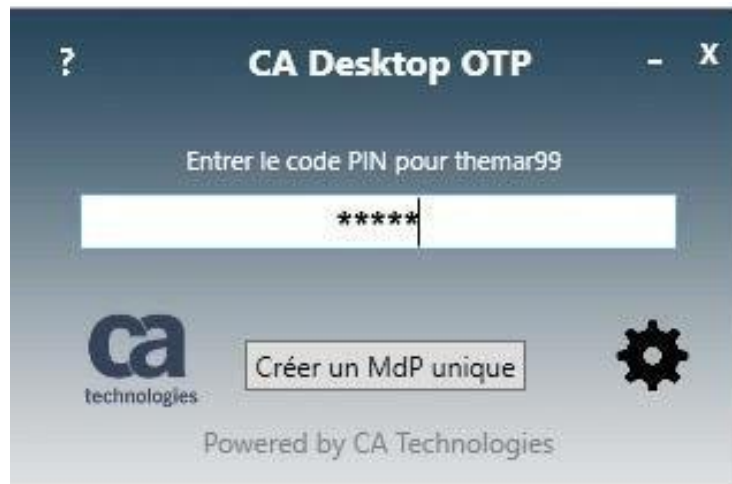 ? CA Desktop OTP - X
Entrer le code PIN pour themar99
*****
ca
technologies
Créer un MdP unique
Powered by CA Technologies